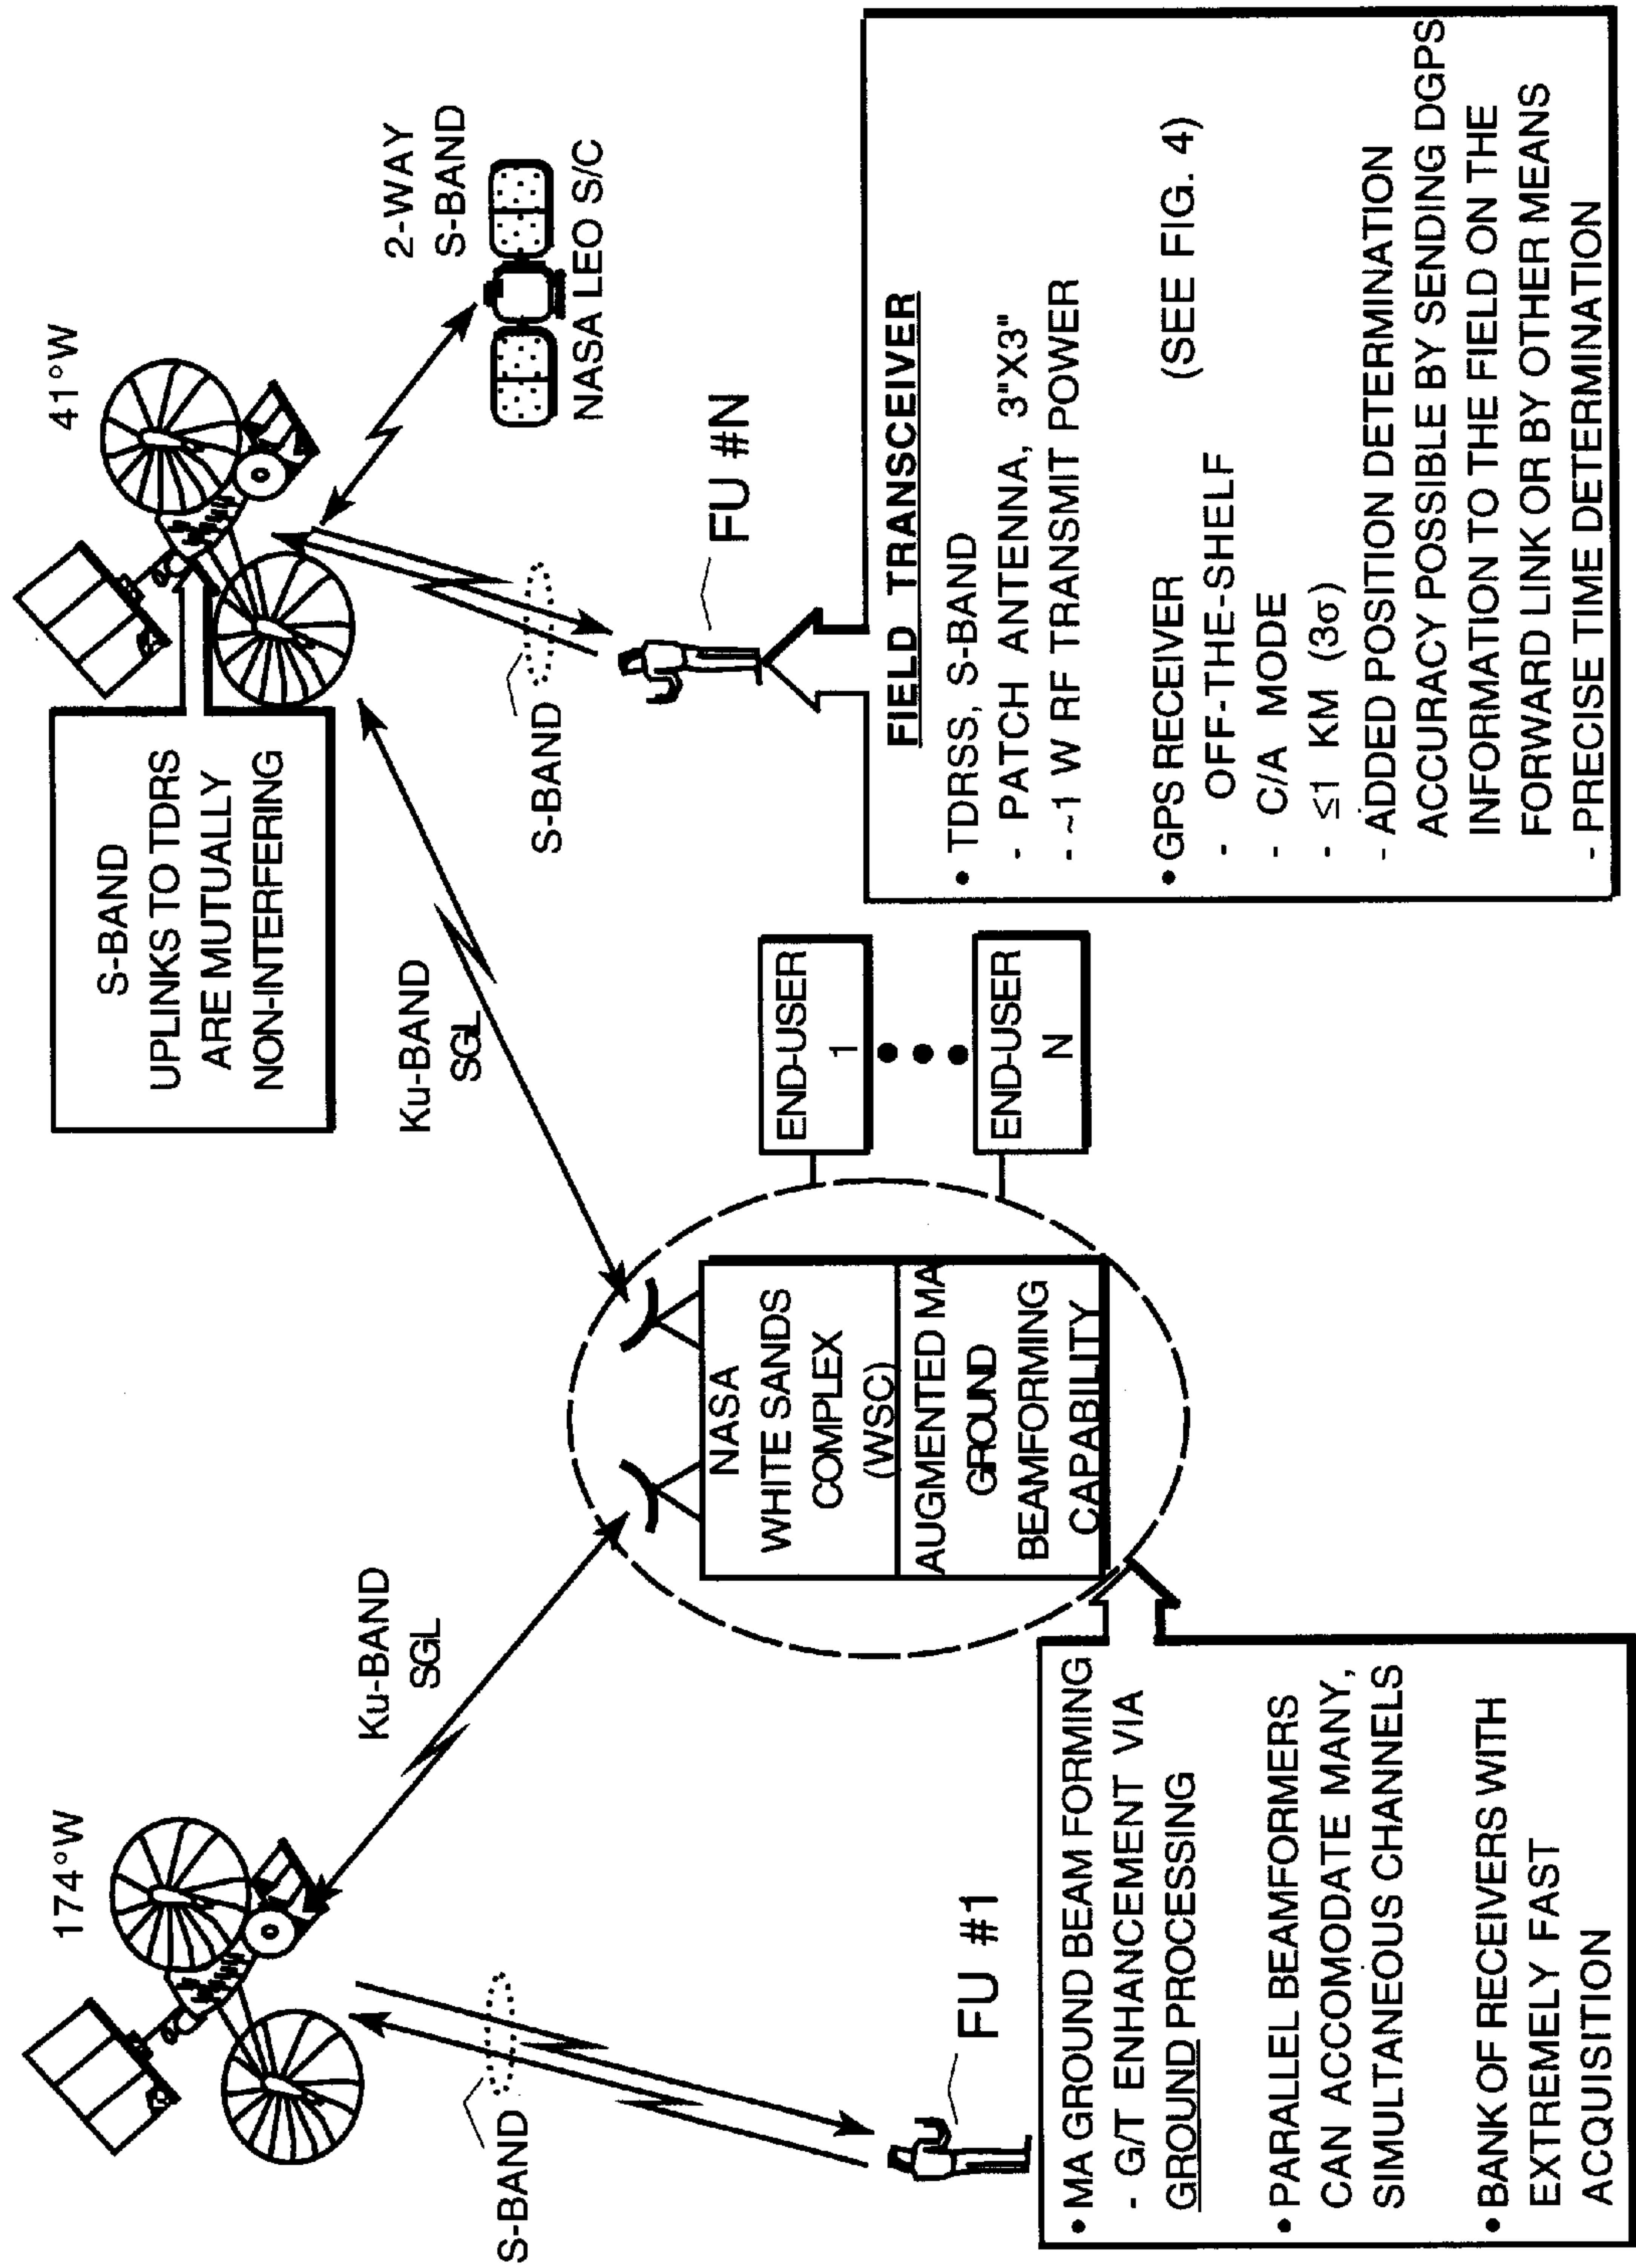 174°W
41°W
S-BAND
UPLINKS TO TDRS
ARE MUTUALLY
NON-INTERFERING
Ku-BAND
SGL
Ku-BAND
SGL
2-WAY
S-BAND
NASA LEO S/C
S-BAND
S-BAND
FU #1
FU #N
NASA
WHITE SANDS
COMPLEX
(WSC)
AUGMENTED MA
GROUND
BEAMFORMING
CAPABILITY
END-USER
1
END-USER
N
• MA GROUND BEAM FORMING
- G/T ENHANCEMENT VIA
GROUND PROCESSING
• PARALLEL BEAMFORMERS
CAN ACCOMODATE MANY,
SIMULTANEOUS CHANNELS
• BANK OF RECEIVERS WITH
EXTREMELY FAST
ACQUISITION
FIELD TRANSCEIVER
• TDRSS, S-BAND
- PATCH ANTENNA, 3"X3"
- ~1 W RF TRANSMIT POWER
• GPS RECEIVER (SEE FIG. 4)
- OFF-THE-SHELF
- C/A MODE
- ≤1 KM (3σ)
- ADDED POSITION DETERMINATION
ACCURACY POSSIBLE BY SENDING DGPS
INFORMATION TO THE FIELD ON THE
FORWARD LINK OR BY OTHER MEANS
- PRECISE TIME DETERMINATION